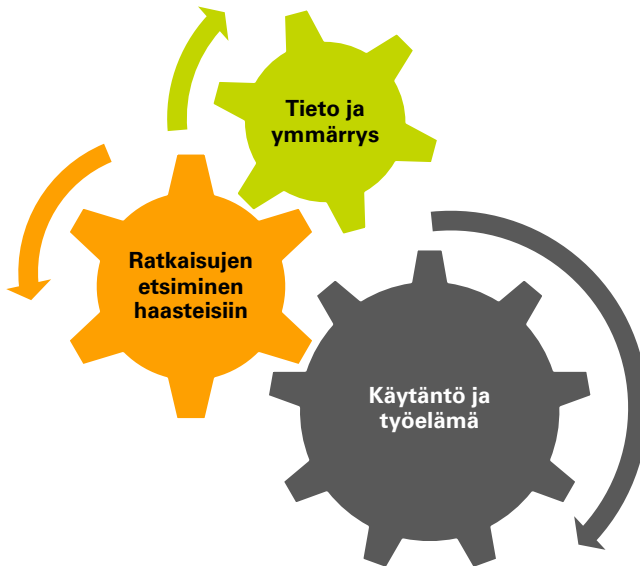 Tieto ja
ymmärrys
Ratkaisujen
etsiminen
haasteisiin
Käytäntö ja
työelämä